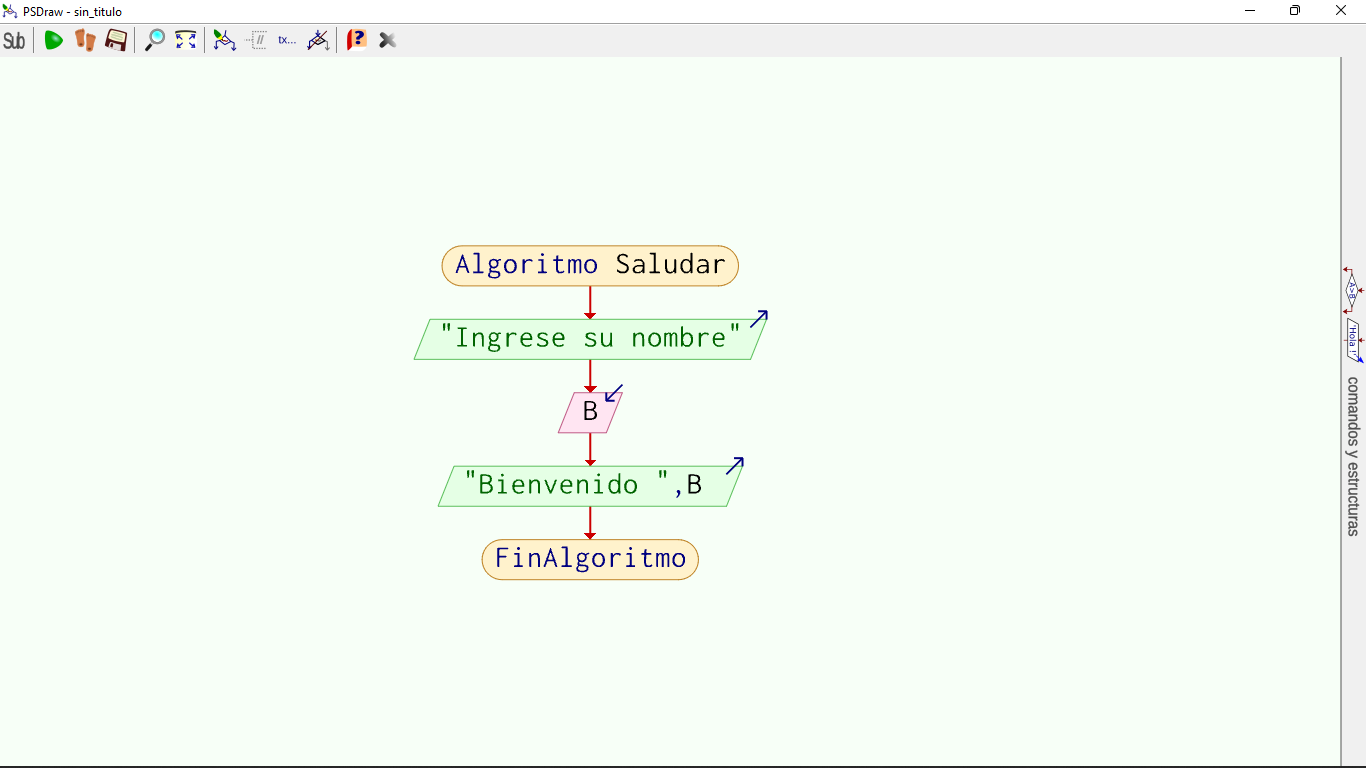 PSDraw - sin_titulo
Sub
tx...
?
Algoritmo Saludar
"Ingrese su nombre"
B
"Bienvenido ",B
FinAlgoritmo
A>B
"Hola !"
comandos y estructuras